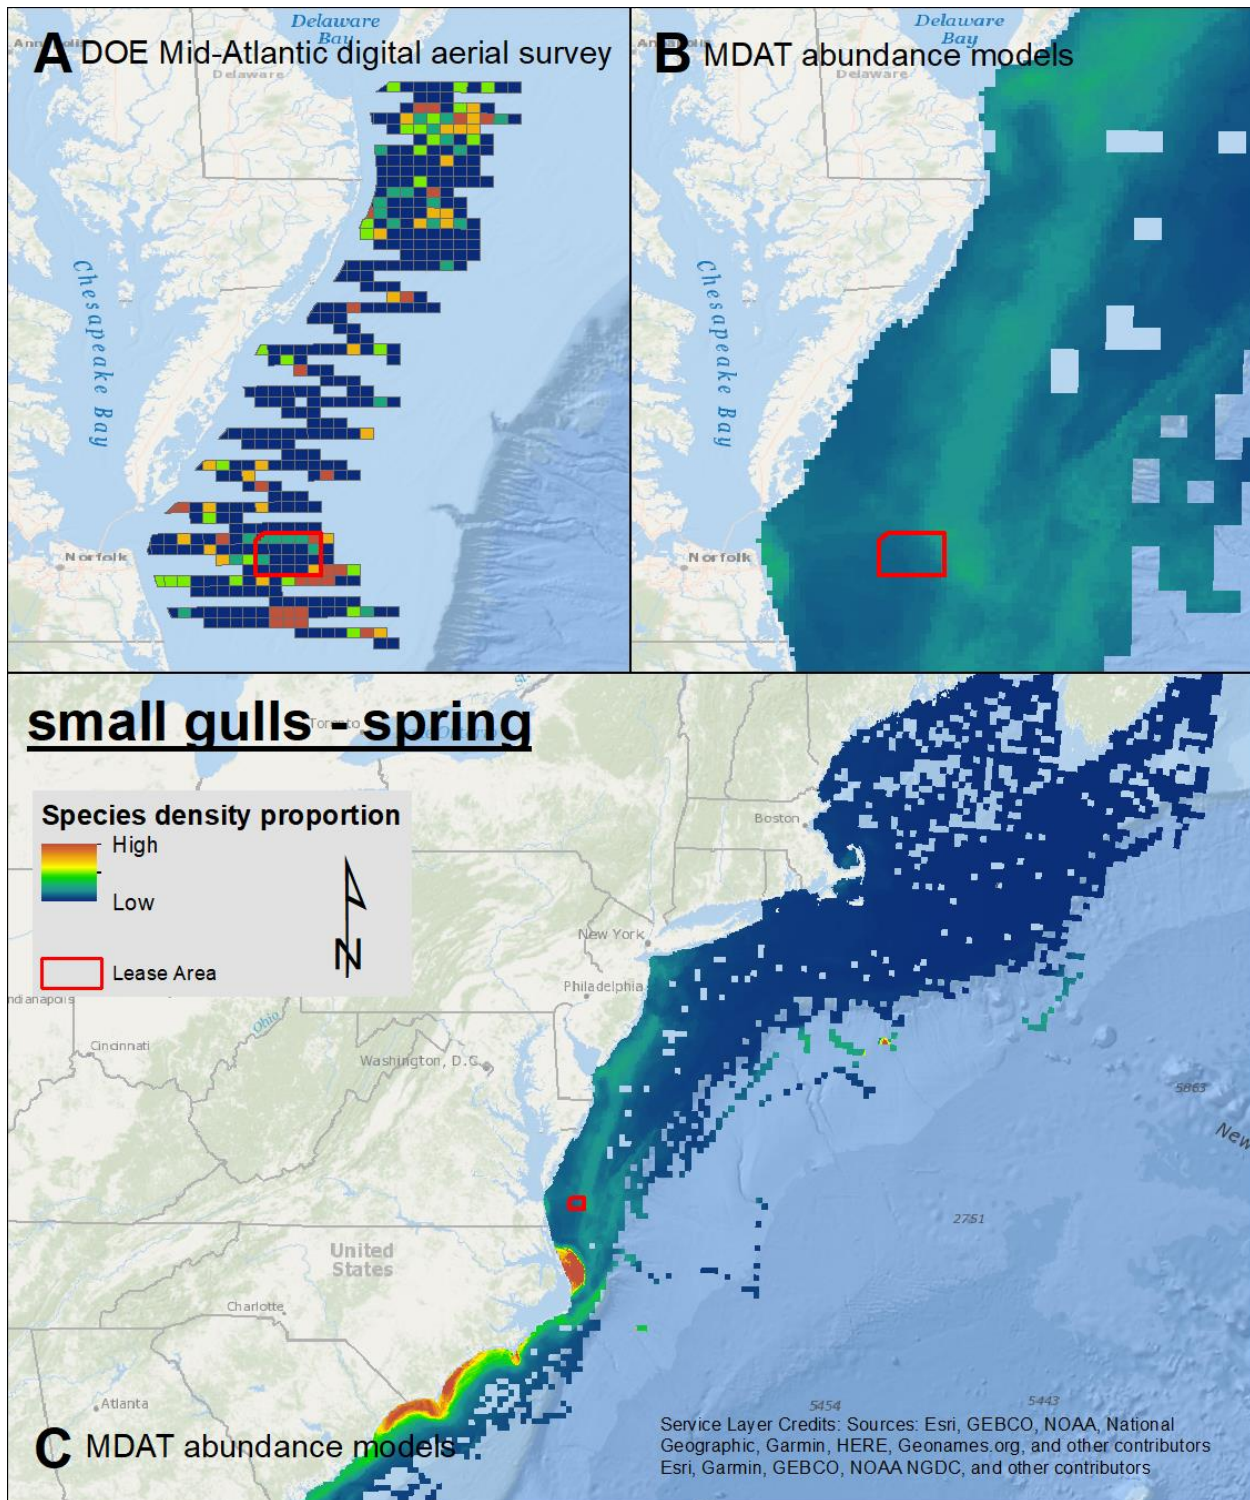 Delaware
Bay
A DOE Mid-Atlantic digital aerial survey
Delaware
Chesapeake Bay
Norfolk
Delaware
Bay
B MDAT abundance models
Delaware
Chesapeake Bay
Norfolk
small gulls - spring
Toronto
Species density proportion
High
Low
N
Lease Area
Boston
New York
Philadelphia
ndianapolis
Ohio
Cincinnati
Washington, D.C.
5863
New
2751
United
States
Charlotte
Atlanta
5454
5443
C MDAT abundance models
Service Layer Credits: Sources: Esri, GEBCO, NOAA, National
Geographic, Garmin, HERE, Geonames.org, and other contributors
Esri, Garmin, GEBCO, NOAA NGDC, and other contributors